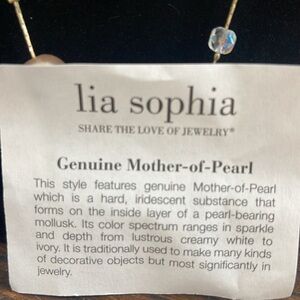 lia sophia
SHARE THE LOVE OF JEWELRY®
Genuine Mother-of-Pearl
This style features genuine Mother-of-Pearl
which is a hard, iridescent substance that
forms on the inside layer of a pearl-bearing
mollusk. Its color spectrum ranges in sparkle
and depth from lustrous creamy white to
ivory. It is traditionally used to make many kinds
of decorative objects but most significantly in
jewelry.